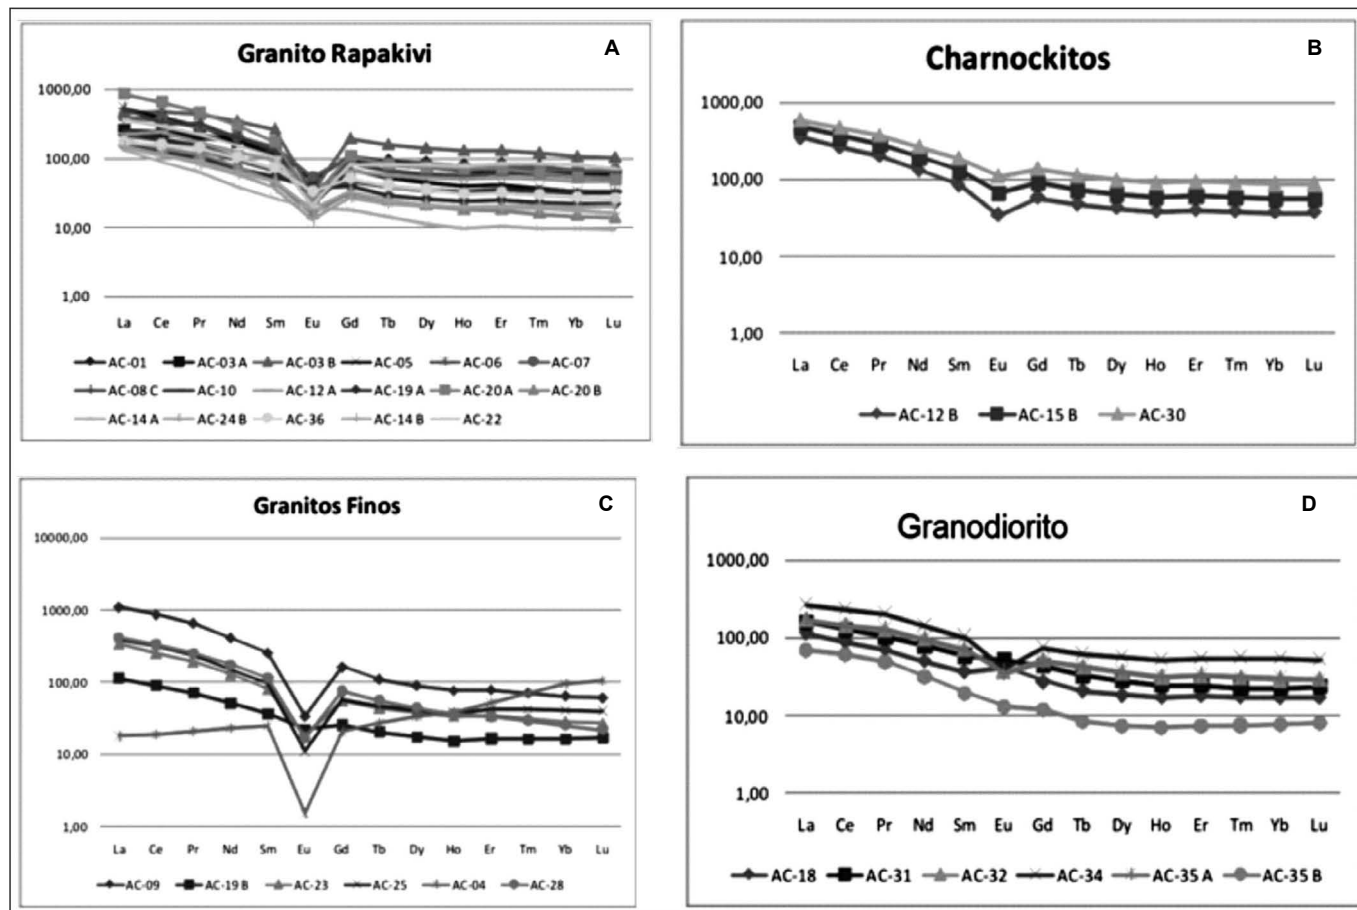 Granito Rapakivi
A
1000,00
100,00
10,00
1,00
La Ce Pr Nd Sm Eu Gd Tb Dy Ho Er Tm Yb Lu
AC-01 AC-03 A AC-03 B AC-05 AC-06 AC-07
AC-08 C AC-10 AC-12 A AC-19 A AC-20 A AC-20 B
AC-14 A AC-24 B AC-36 AC-14 B AC-22
Charnockitos
B
1000,00
100,00
10,00
1,00
La Ce Pr Nd Sm Eu Gd Tb Dy Ho Er Tm Yb Lu
AC-12 B AC-15 B AC-30
Granitos Finos
C
10000,00
1000,00
100,00
10,00
1,00
La Ce Pr Nd Sm Eu Gd Tb Dy Ho Er Tm Yb Lu
AC-09 AC-19 B AC-23 AC-25 AC-04 AC-28
Granodiorito
D
1000,00
100,00
10,00
1,00
La Ce Pr Nd Sm Eu Gd Tb Dy Ho Er Tm Yb Lu
AC-18 AC-31 AC-32 AC-34 AC-35 A AC-35 B